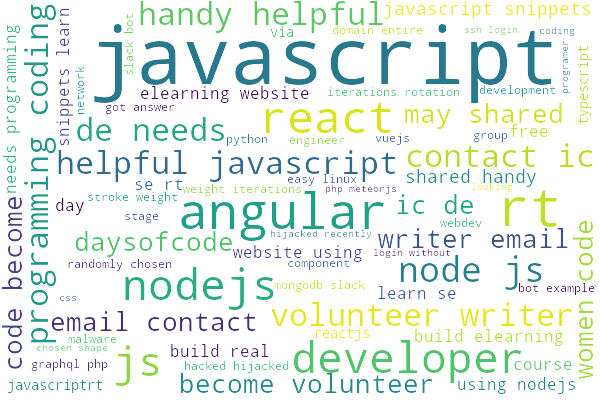 handy helpful
javascript snippets
slack bot
via
domain entire
ssh login
coding
javascript
elearning website
iterations rotation
development
got answer
react
may shared
de needs
engineer
free
python
vuejs
group
helpful javascript
contact ic
easy linux
shared handy
se rt
weight iterations
php meteorjs
looking
day
stroke weight
angular
ic de
rt
stage
webdev
daysofcode
website using
hijacked recently
writer email
login without
randomly chosen
component
node js
bot example
nodejs
mongodb slack
learn se
css
volunteer writer
email contact
reactjs
build elearning
malware
chosen shape
build real
js
developer
graphql php
hacked hijacked
course
javascriptrt
become volunteer
using nodejs
needs programming
programming coding
snippets learn
network
code become
typescript
programer
women code